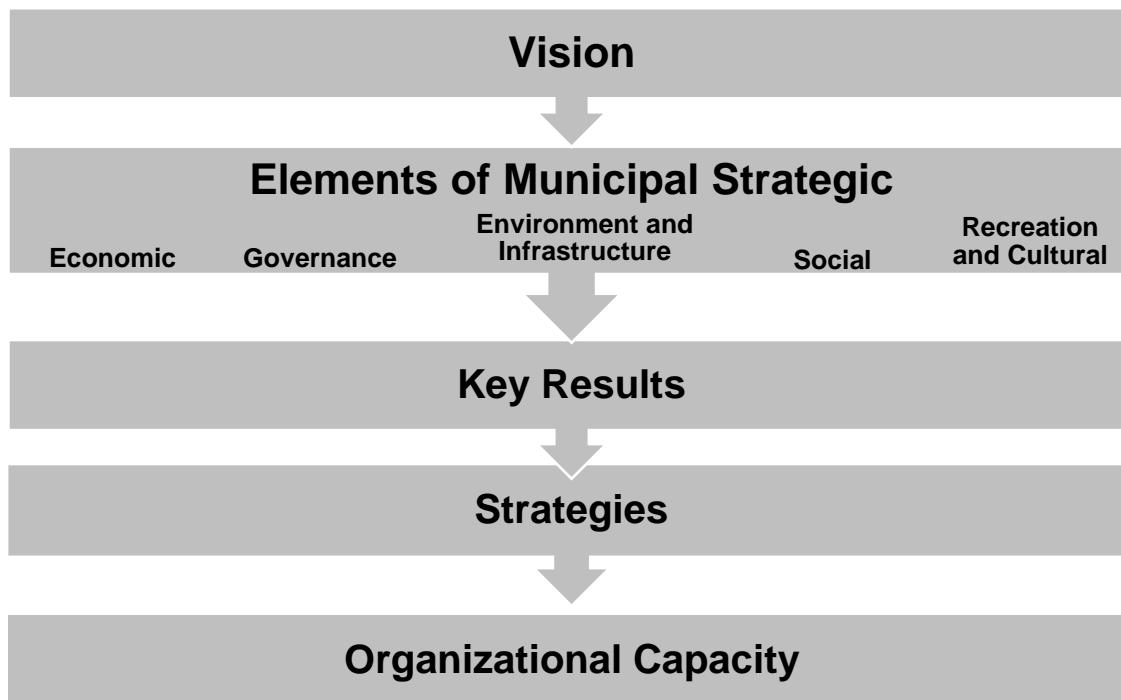 Vision
Elements of Municipal Strategic
Economic
Governance
Environment and
Infrastructure
Social
Recreation
and Cultural
Key Results
Strategies
Organizational Capacity